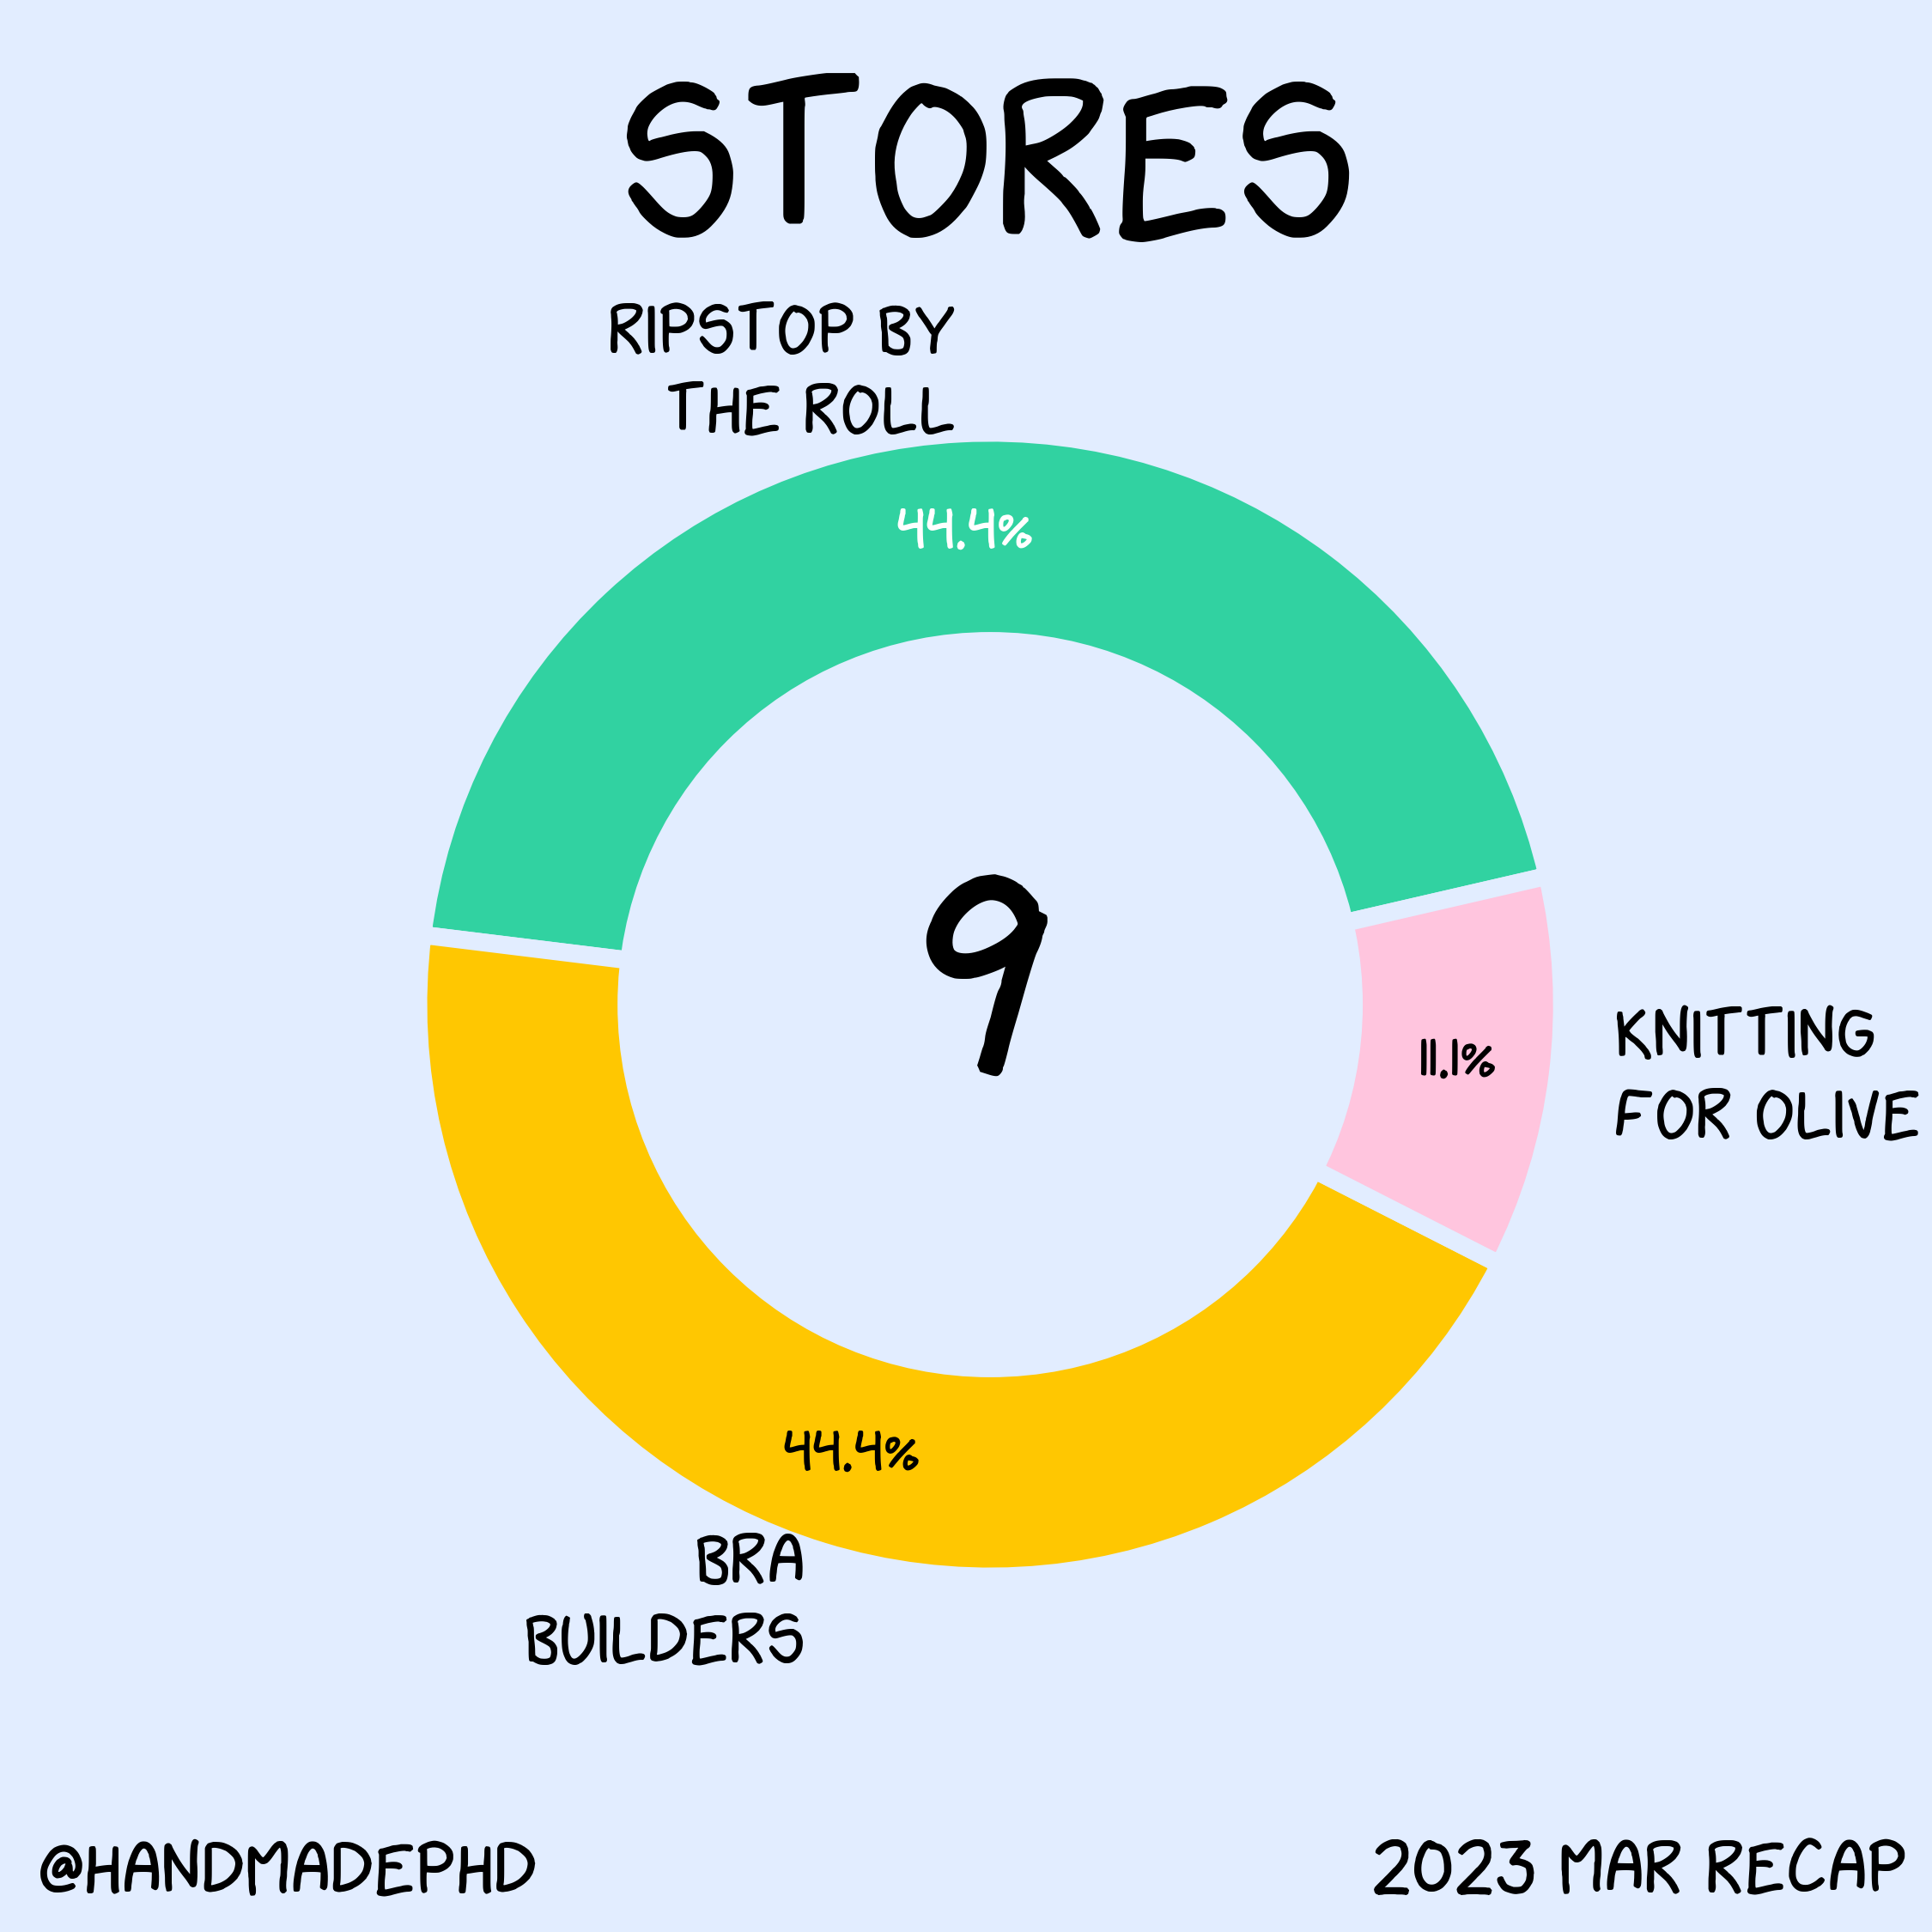 STORES
RIPSTOP BY
THE ROLL
44.4%
9
KNITTING
FOR OLIVE
11.1%
44.4%
BRA
BUILDERS
@HANDMADEPHD
2023 MAR RECAP